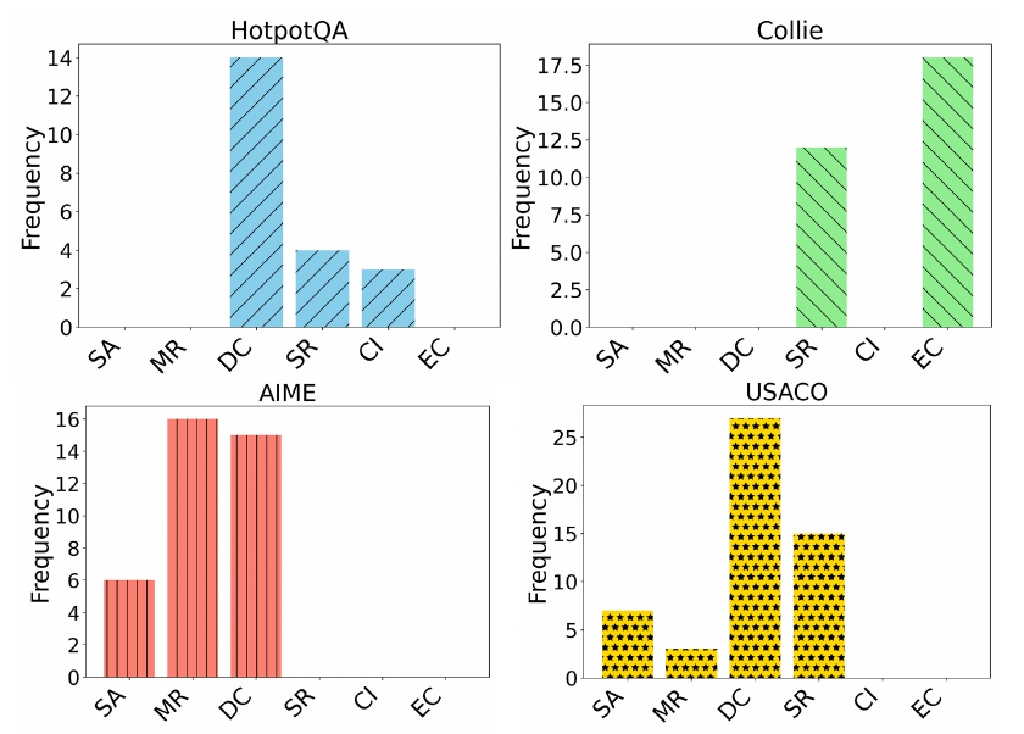 HotpotQA
Frequency
14
12
10
8
6
4
2
0
SA
MR
DC
SR
CI
EC
Collie
Frequency
17.5
15.0
12.5
10.0
7.5
5.0
2.5
0.0
SA
MR
DC
SR
CI
EC
AIME
Frequency
16
14
12
10
8
6
4
2
0
SA
MR
DC
SR
CI
EC
USACO
Frequency
25
20
15
10
5
0
SA
MR
DC
SR
CI
EC